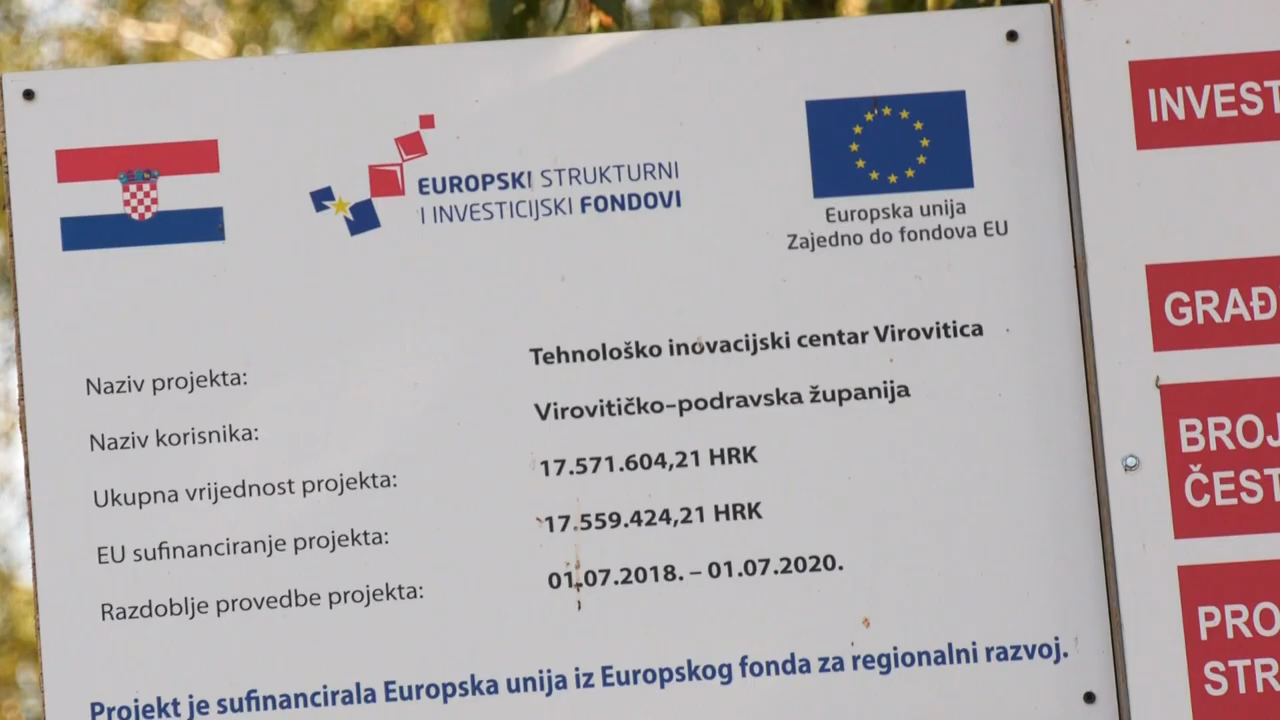 EUROPSKI STRUKTURNI
I INVESTICIJSKI FONDOVI
Europska unija
Zajedno do fondova EU
Naziv projekta: Tehnološko inovacijski centar Virovitica
Naziv korisnika: Virovitičko-podravska županija
Ukupna vrijednost projekta: 17.571.604,21 HRK
EU sufinanciranje projekta: 17.559.424,21 HRK
Razdoblje provedbe projekta: 01.07.2018. – 01.07.2020.
Projekt je sufinancirala Europska unija iz Europskog fonda za regionalni razvoj.
INVEST
GRAĐ
BROJ
ČEST
PRO
STR